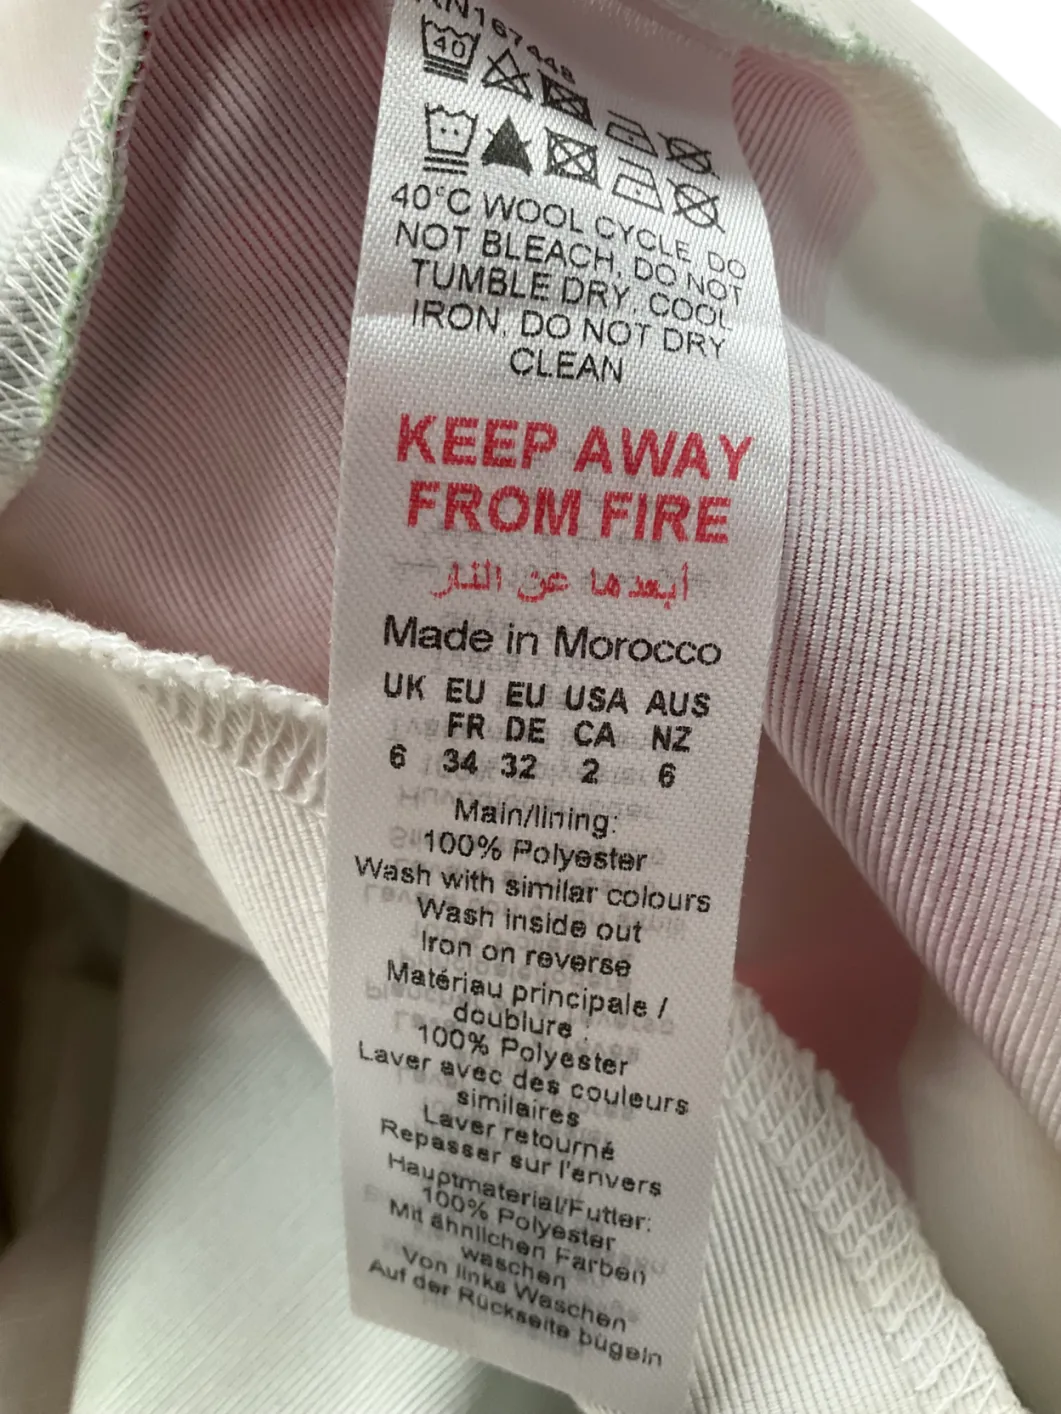 RN167448
40
40°C WOOL CYCLE, DO
NOT BLEACH, DO NOT
TUMBLE DRY, COOL
IRON, DO NOT DRY
CLEAN
KEEP AWAY
FROM FIRE
أبعدها عن النار
Made in Morocco
UK EU EU USA AUS
FR DE CA NZ
6 34 32 2 6
Main/lining:
100% Polyester
Wash with similar colours
Wash inside out
Iron on reverse
Matériau principale /
doublure :
100% Polyester
Laver avec des couleurs
similaires
Laver retourné
Repasser sur l'envers
Hauptmaterial/Futter:
100% Polyester
Mit ähnlichen Farben
waschen
Von links Waschen
Auf der Rückseite bügeln